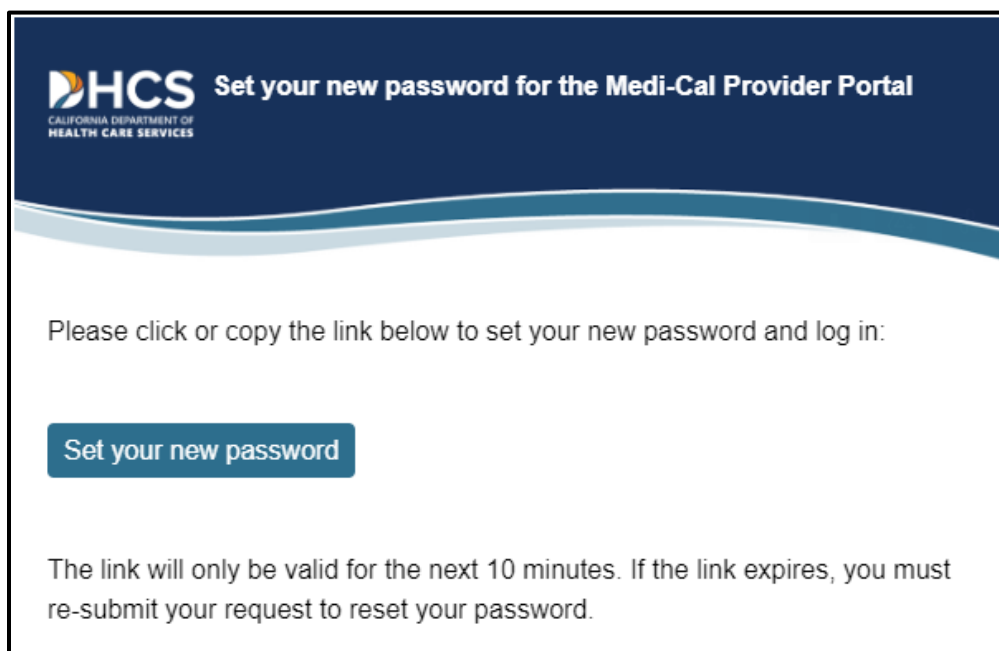 DHCS
CALIFORNIA DEPARTMENT OF
HEALTH CARE SERVICES
Set your new password for the Medi-Cal Provider Portal
Please click or copy the link below to set your new password and log in:
Set your new password
The link will only be valid for the next 10 minutes. If the link expires, you must
re-submit your request to reset your password.